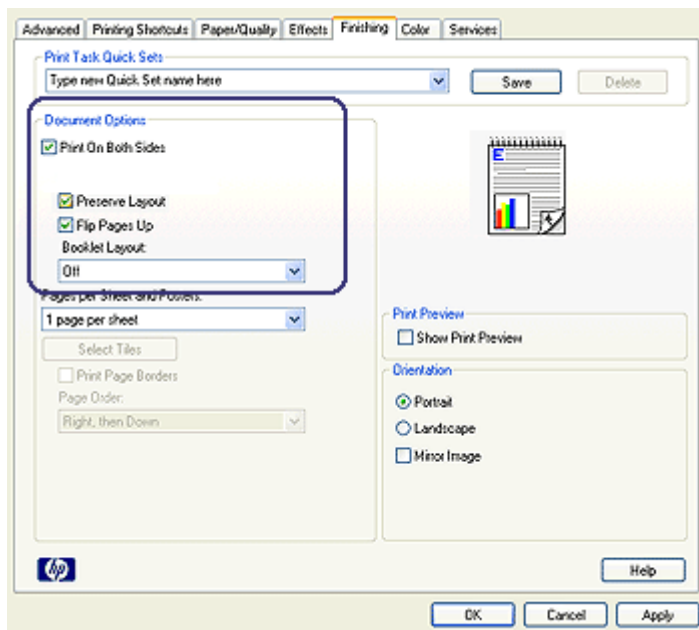 Advanced Printing Shortcuts Paper/Quality Effects Finishing Color Services
Print Task Quick Sets
Type new Quick Set name here
Save
Delete
Document Options
Print On Both Sides
Preserve Layout
Flip Pages Up
Booklet Layout:
Off
Pages per Sheet and Posters:
1 page per sheet
Select Tiles
Print Page Borders
Page Order:
Right, then Down
E
Print Preview
Show Print Preview
Orientation
Portrait
Landscape
Mirror Image
hp
Help
OK Cancel Apply